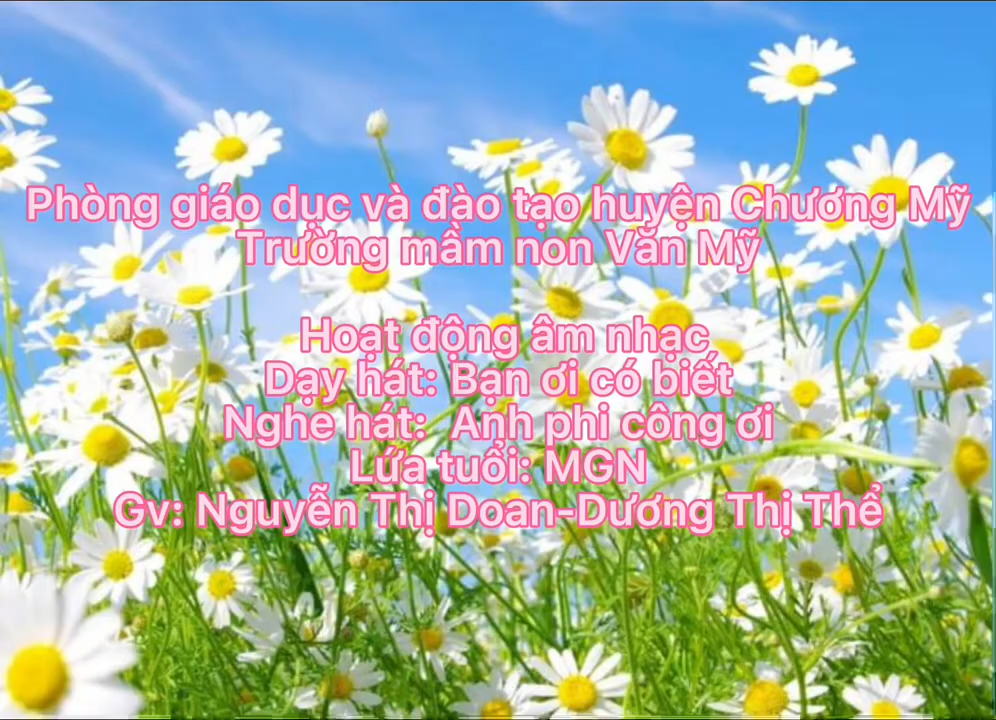 Phòng giáo dục và đào tạo huyện Chương Mỹ
Trường mầm non Văn Mỹ
Hoạt động âm nhạc
Dạy hát: Bạn ơi có biết
Nghe hát: Anh phi công ơi
Lứa tuổi: MGN
Gv: Nguyễn Thị Doan-Dương Thị Thể